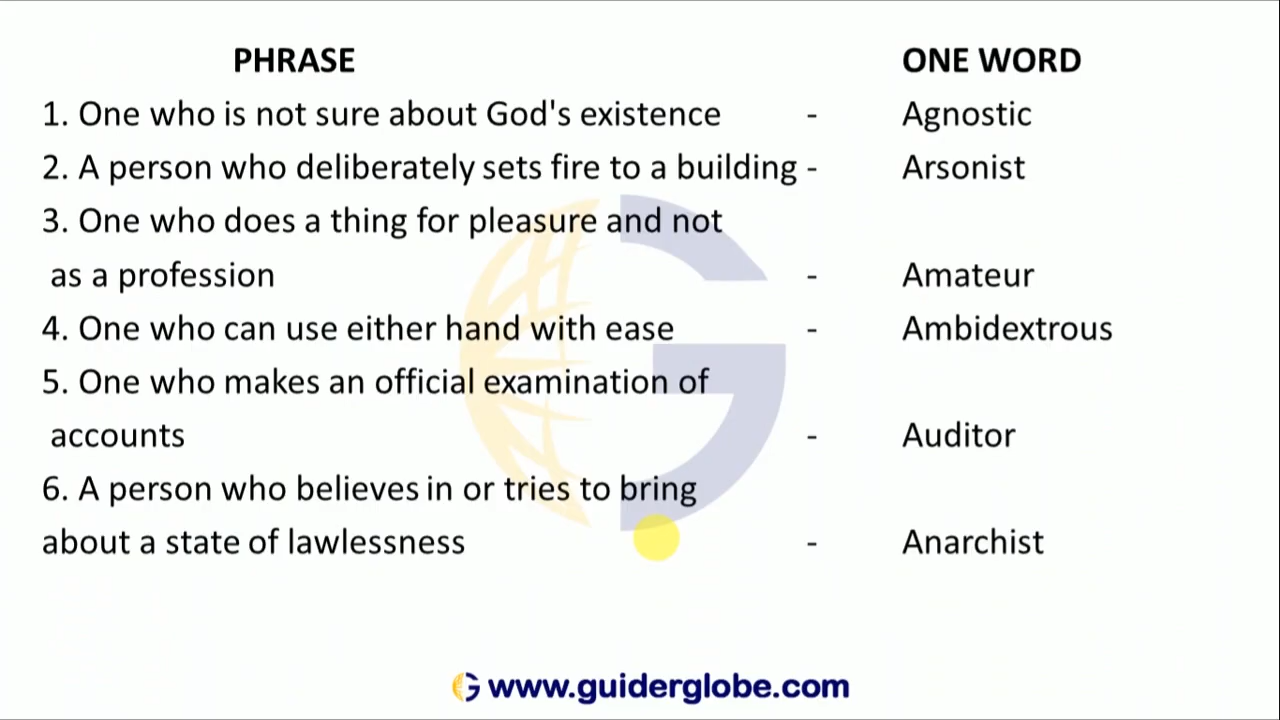 PHRASE ONE WORD
1. One who is not sure about God's existence - Agnostic
2. A person who deliberately sets fire to a building - Arsonist
3. One who does a thing for pleasure and not
as a profession - Amateur
4. One who can use either hand with ease - Ambidextrous
5. One who makes an official examination of
accounts - Auditor
6. A person who believes in or tries to bring
about a state of lawlessness - Anarchist
www.guiderglobe.com